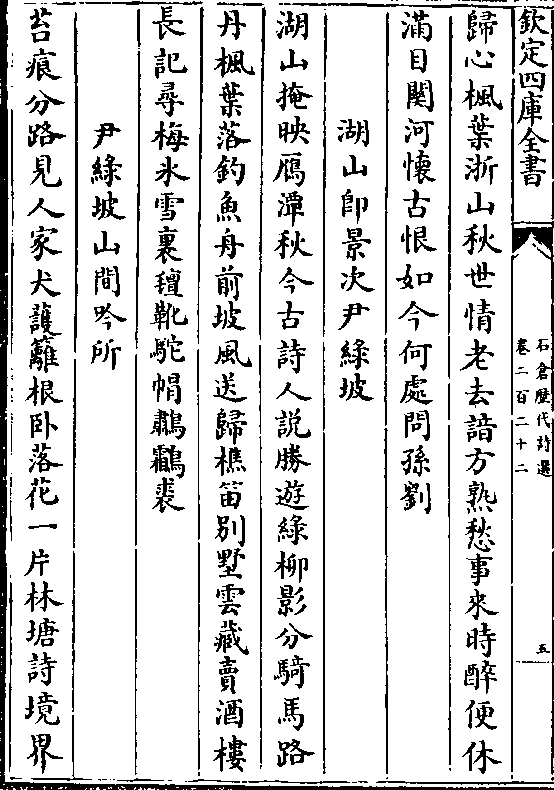 欽定四庫全書
石倉歷代詩選
卷二百二十二
五
歸心楓葉浙山秋世情老去諳方熟愁事來時醉便休
滿目關河懷古恨如今何處問孫劉
湖山即景次尹綠坡
湖山掩映鴈潭秋今古詩人說勝遊綠柳影分騎馬路
丹楓葉落釣魚舟前坡風送歸樵笛別墅雲藏賣酒樓
長記尋梅氷雪裏氊靴駝帽鷫鸘裘
尹綠坡山間吟所
苔痕分路見人家犬護籬根卧落花一片林塘詩境界